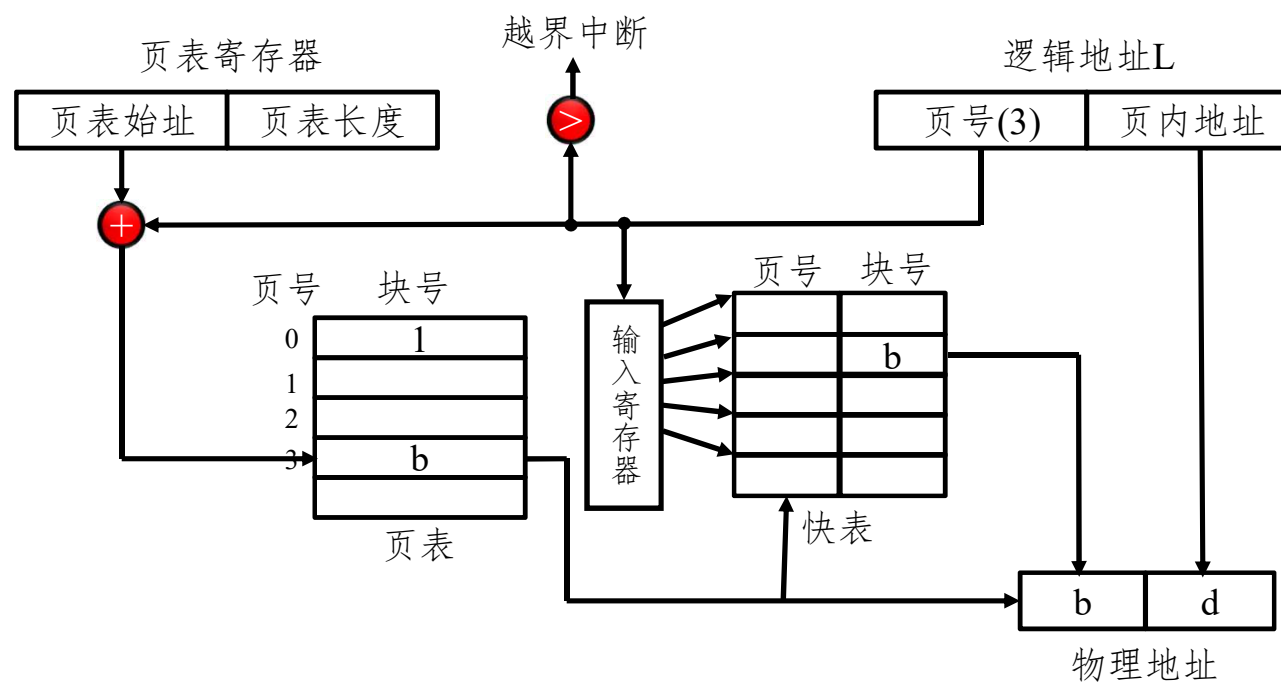 越界中断
页表寄存器
逻辑地址L
页表始址 页表长度
>
页号(3) 页内地址
+
页号 块号
页号 块号
0 1
1
2
3 b
页表
输入寄存器
b
快表
b d
物理地址